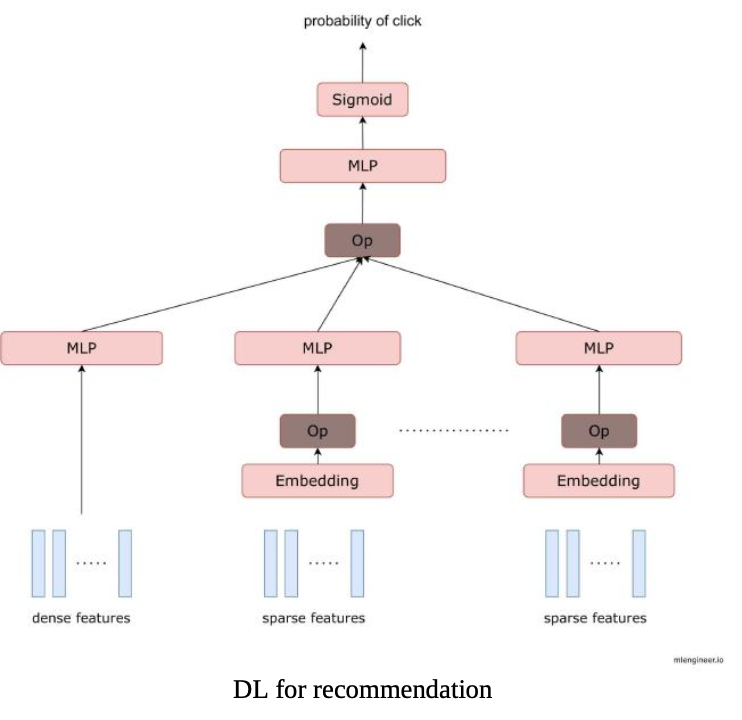 probability of click
Sigmoid
MLP
Op
MLP MLP MLP
Op ................. Op
Embedding Embedding
..... ..... .....
dense features sparse features sparse features
mlengineer.io
DL for recommendation